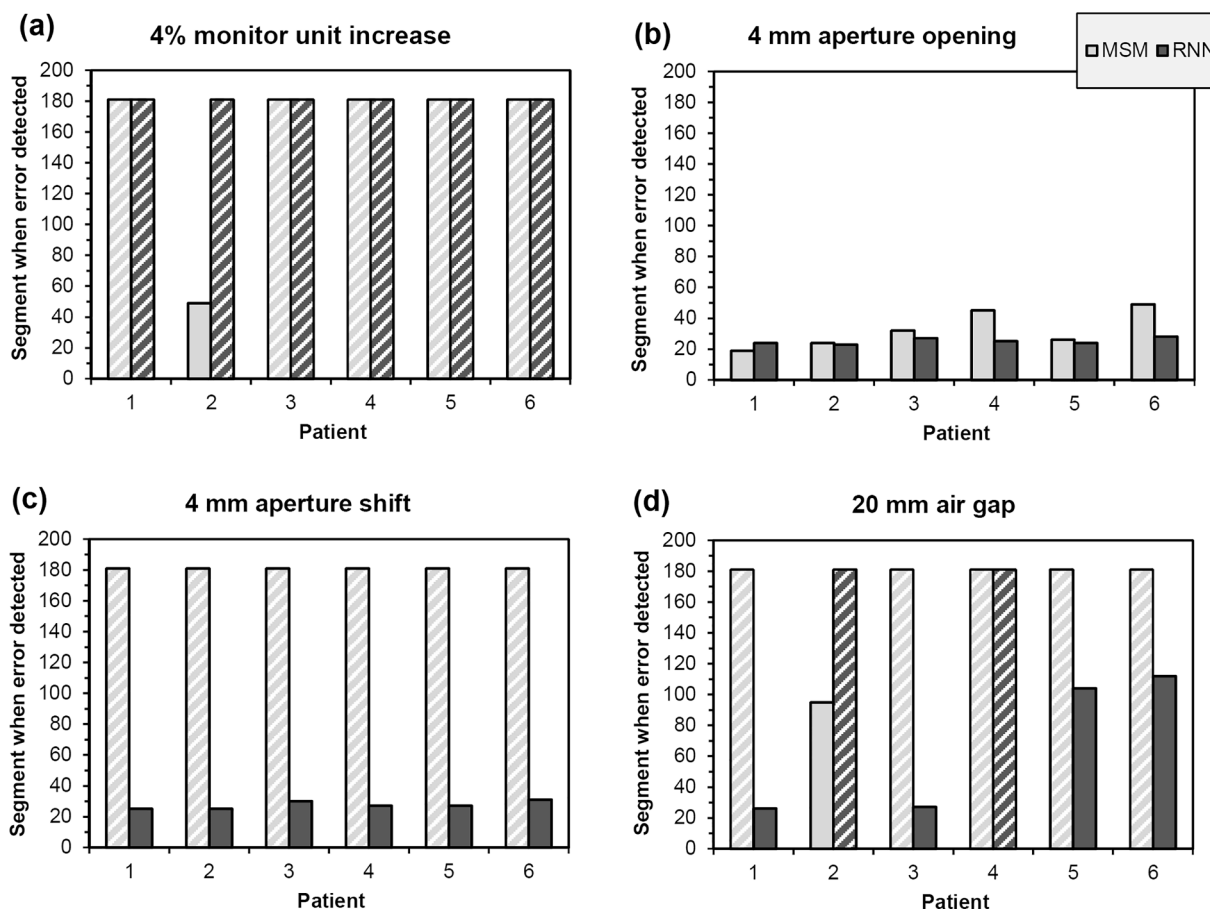 (a)
4% monitor unit increase
Segment when error detected
200
180
160
140
120
100
80
60
40
20
0
1 2 3 4 5 6
Patient
(b)
4 mm aperture opening
MSM RNN
Segment when error detected
200
180
160
140
120
100
80
60
40
20
0
1 2 3 4 5 6
Patient
(c)
4 mm aperture shift
Segment when error detected
200
180
160
140
120
100
80
60
40
20
0
1 2 3 4 5 6
Patient
(d)
20 mm air gap
Segment when error detected
200
180
160
140
120
100
80
60
40
20
0
1 2 3 4 5 6
Patient